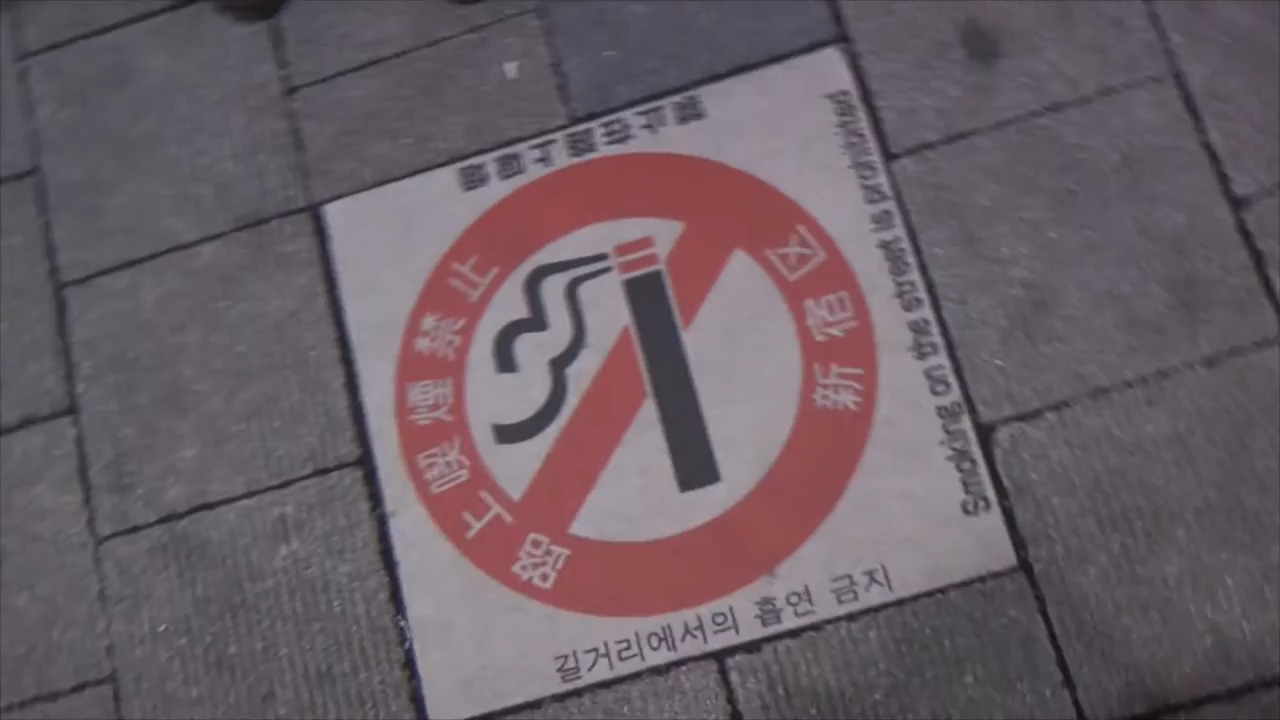 路上喫煙禁止
新宿区
Smoking on the street is prohibited
길거리에서의 흡연 금지